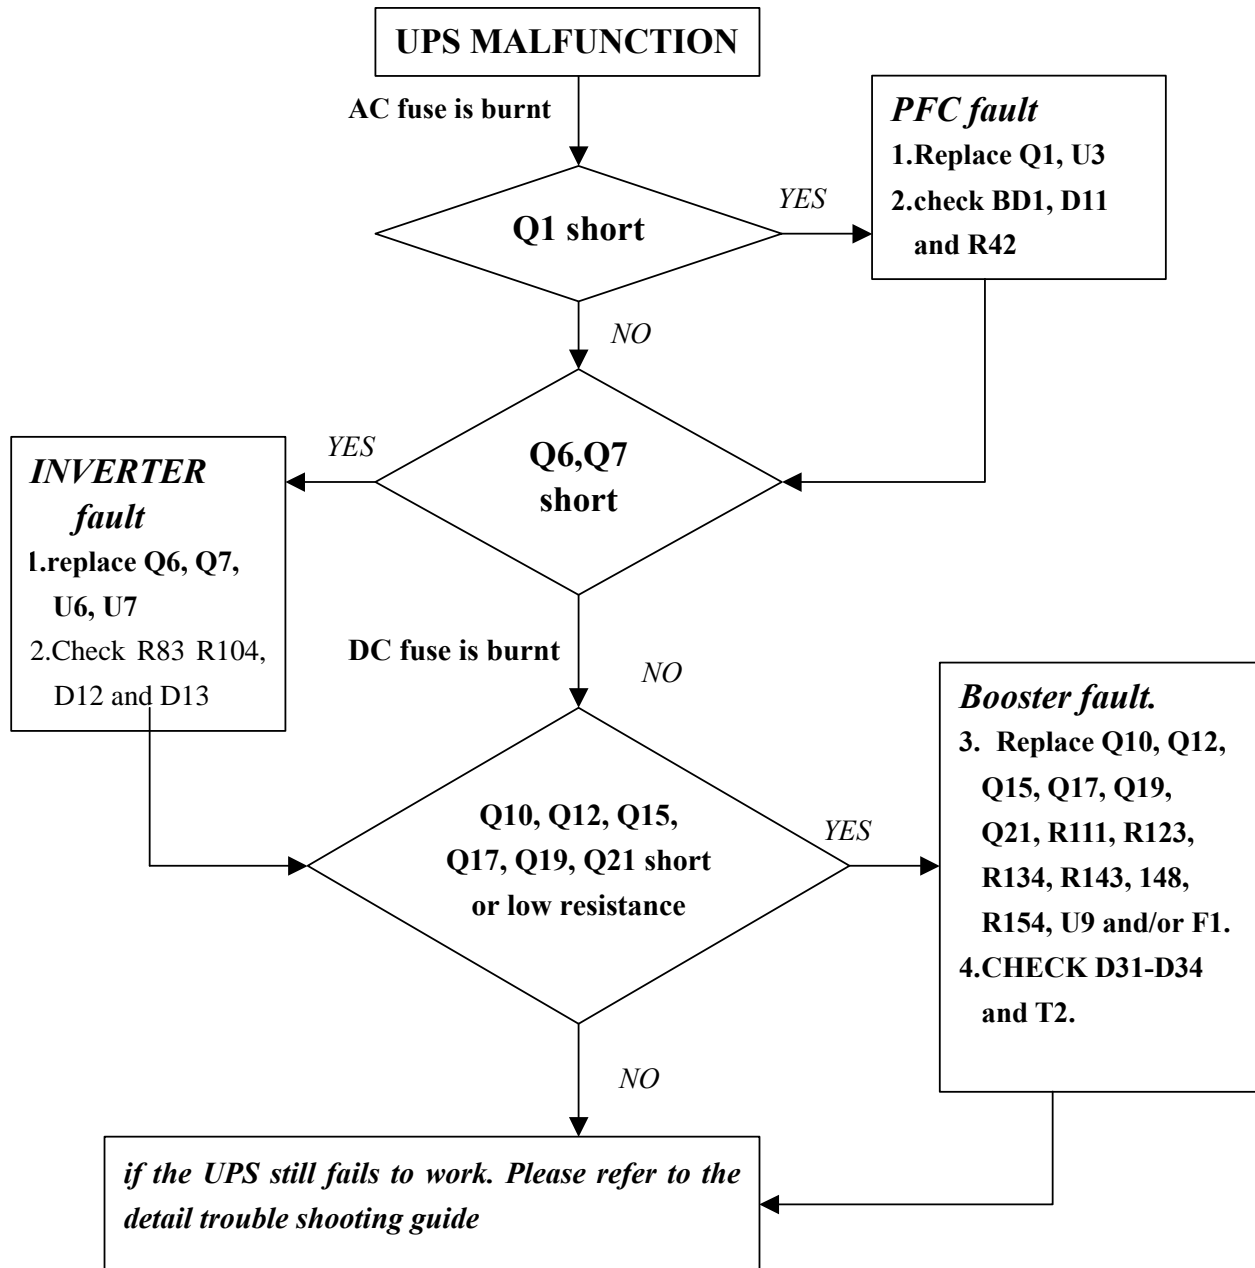 UPS MALFUNCTION
AC fuse is burnt
PFC fault
1.Replace Q1, U3
2.check BD1, D11
and R42
Q1 short
YES
NO
Q6,Q7
short
YES
INVERTER
fault
1.replace Q6, Q7,
U6, U7
2.Check R83 R104,
D12 and D13
DC fuse is burnt
NO
Q10, Q12, Q15,
Q17, Q19, Q21 short
or low resistance
YES
Booster fault.
3. Replace Q10, Q12,
Q15, Q17, Q19,
Q21, R111, R123,
R134, R143, 148,
R154, U9 and/or F1.
4.CHECK D31-D34
and T2.
NO
if the UPS still fails to work. Please refer to the
detail trouble shooting guide